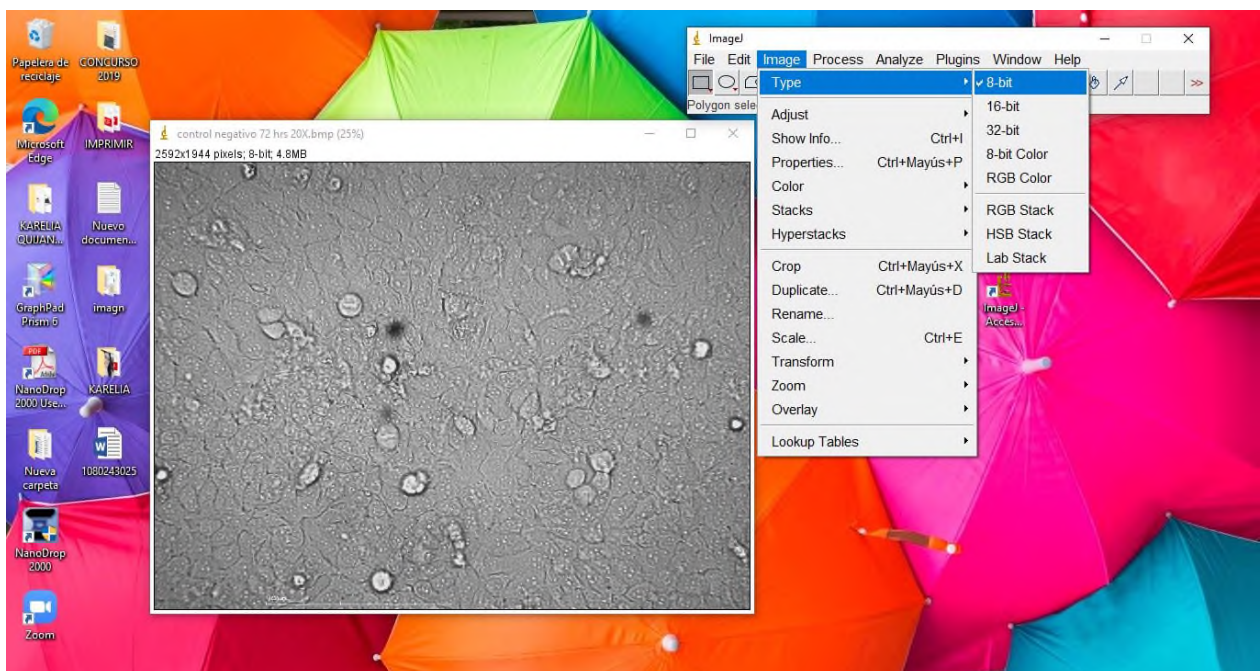 Papelera de
reciclaje
CONCURSO
2019
Microsoft
Edge
IMPRIMIR
KARELIA
QUIJAN...
Nuevo
documen...
GraphPad
Prism 6
imagn
PDF
Adobe
NanoDrop
2000 Use...
KARELIA
Nueva
carpeta
1080243025
NanoDrop
2000
Zoom
control negativo 72 hrs 20X.bmp (25%)
2592x1944 pixels; 8-bit; 4.8MB
ImageJ
File Edit Image Process Analyze Plugins Window Help
>>
Polygon sele
Type
Adjust
Show Info... Ctrl+I
Properties... Ctrl+Mayús+P
Color
Stacks
Hyperstacks
Crop Ctrl+Mayús+X
Duplicate... Ctrl+Mayús+D
Rename...
Scale... Ctrl+E
Transform
Zoom
Overlay
Lookup Tables
8-bit
16-bit
32-bit
8-bit Color
RGB Color
RGB Stack
HSB Stack
Lab Stack
ImageJ -
Acces...